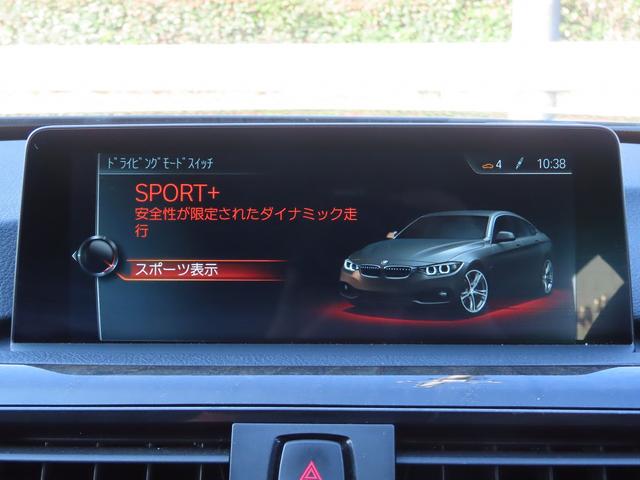 ﾄﾞﾗｲﾋﾞﾝｸﾞﾓｰﾄﾞｽｲｯﾁ
4 10:38
SPORT+
安全性が限定されたダイナミック走
行
スポーツ表示